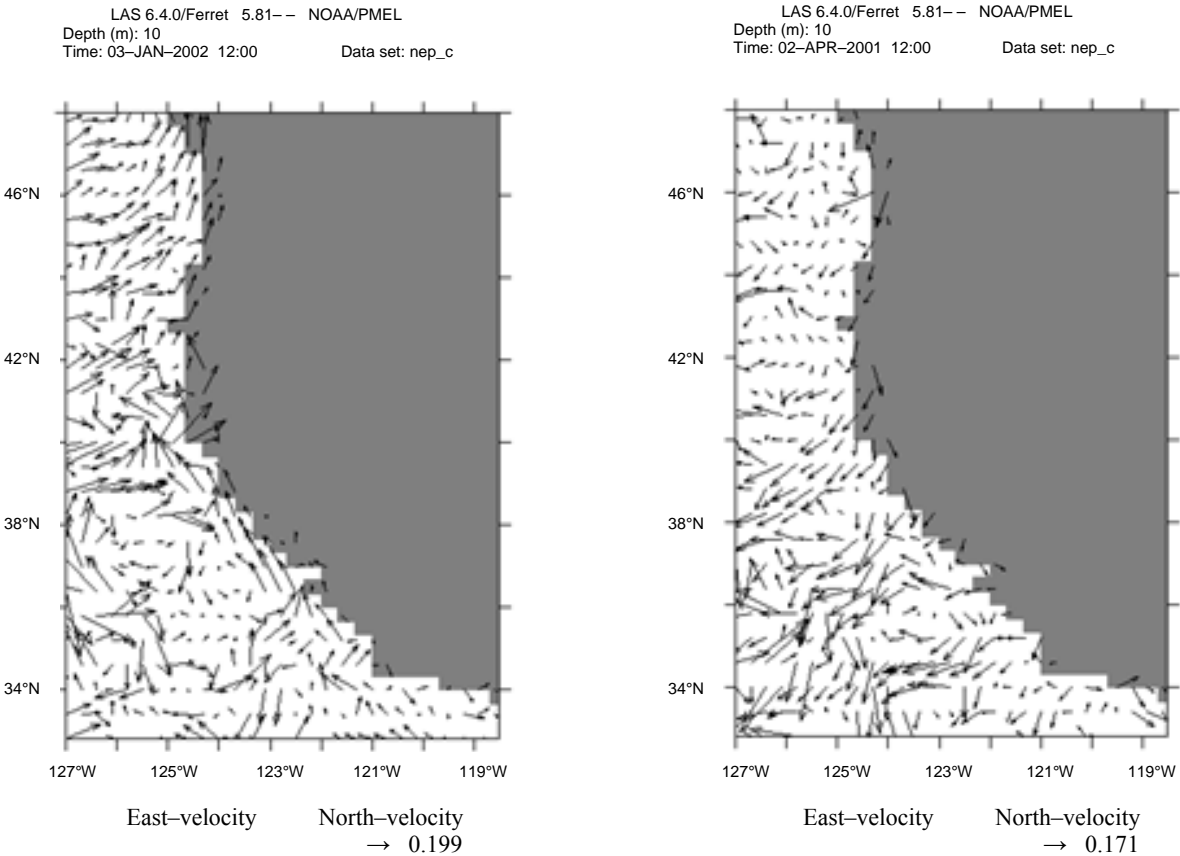 LAS 6.4.0/Ferret 5.81– – NOAA/PMEL
Depth (m): 10
Time: 03–JAN–2002 12:00 Data set: nep_c
46°N
42°N
38°N
34°N
127°W 125°W 123°W 121°W 119°W
East–velocity North–velocity
→ 0.199
LAS 6.4.0/Ferret 5.81– – NOAA/PMEL
Depth (m): 10
Time: 02–APR–2001 12:00 Data set: nep_c
46°N
42°N
38°N
34°N
127°W 125°W 123°W 121°W 119°W
East–velocity North–velocity
→ 0.171